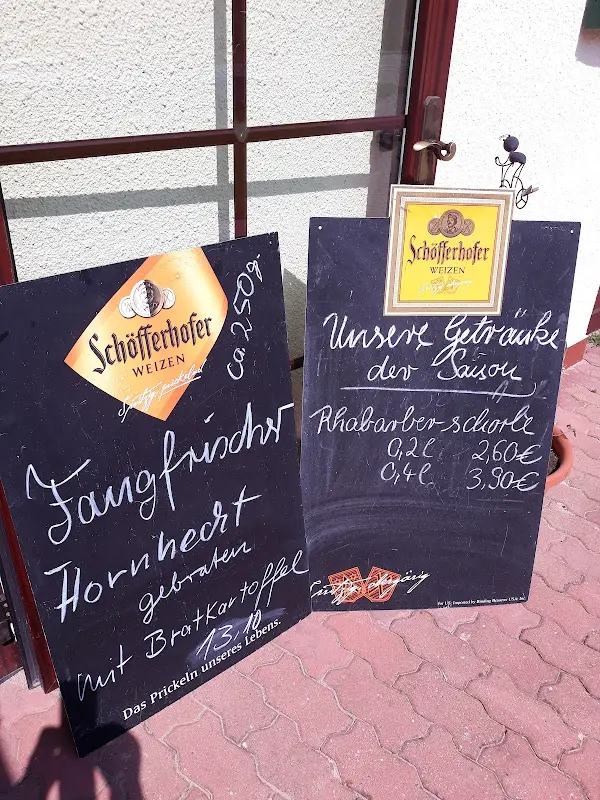 Schöfferhofer
WEIZEN
ca. 250g.
Fangfrischer
Hornhecht
gebraten
mit Bratkartoffel
13,10
Das Prickeln unseres Lebens.
Schöfferhofer
WEIZEN
Unsere Getränke
der Saison
Rhabarber-schorle
0,2l 2,60€
0,4l 3,90€